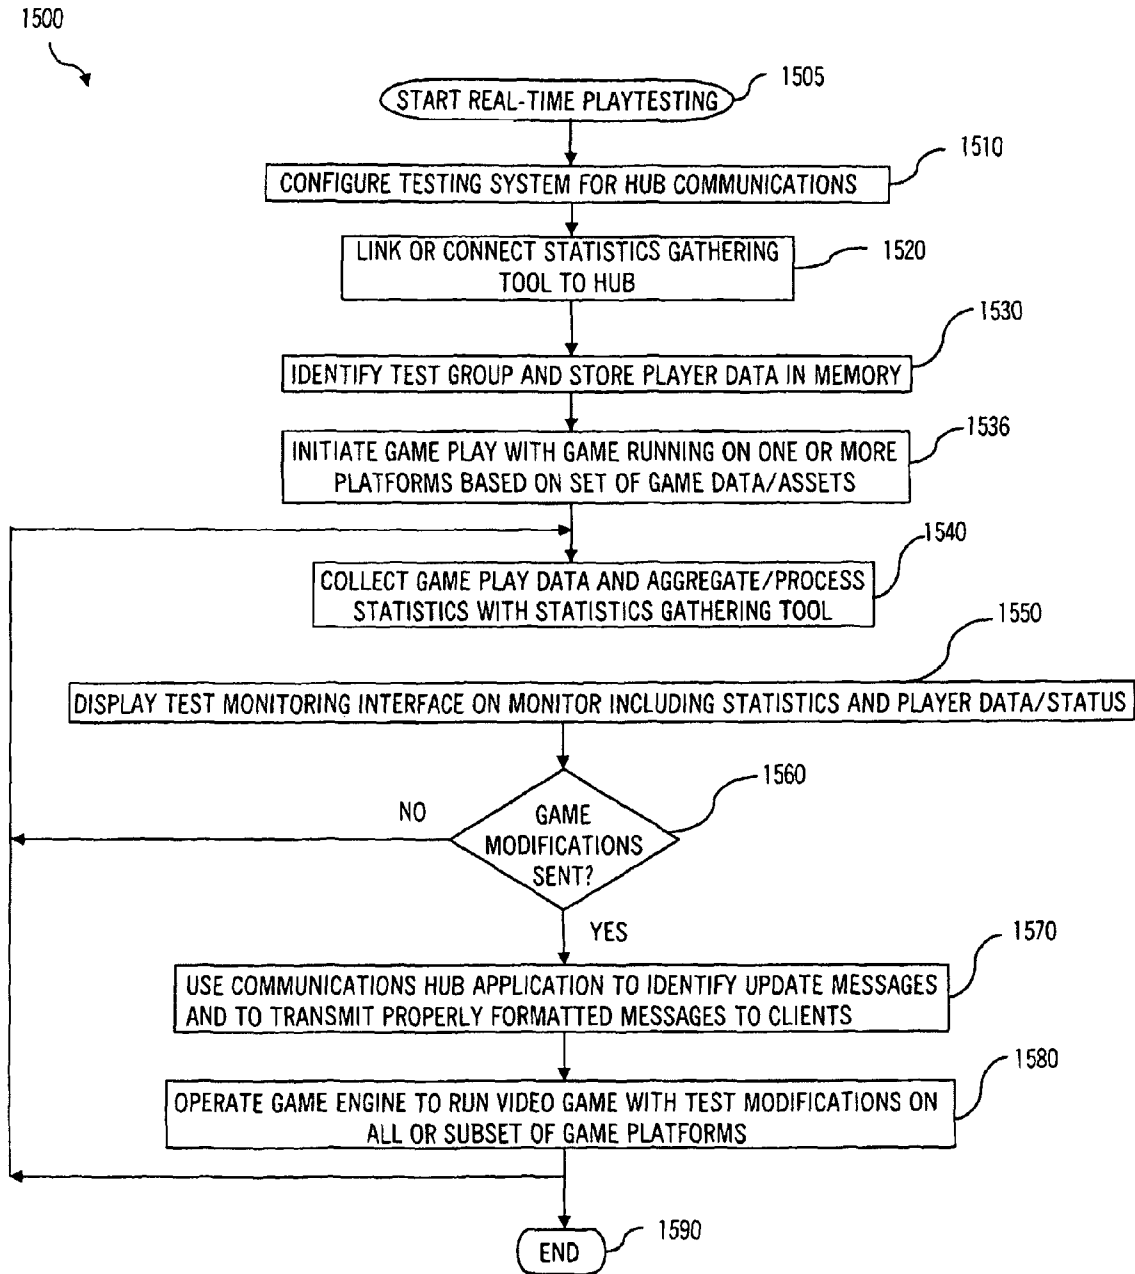 1500
START REAL-TIME PLAYTESTING
1505
1510
CONFIGURE TESTING SYSTEM FOR HUB COMMUNICATIONS
LINK OR CONNECT STATISTICS GATHERING
TOOL TO HUB
1520
1530
IDENTIFY TEST GROUP AND STORE PLAYER DATA IN MEMORY
1536
INITIATE GAME PLAY WITH GAME RUNNING ON ONE OR MORE
PLATFORMS BASED ON SET OF GAME DATA/ASSETS
1540
COLLECT GAME PLAY DATA AND AGGREGATE/PROCESS
STATISTICS WITH STATISTICS GATHERING TOOL
1550
DISPLAY TEST MONITORING INTERFACE ON MONITOR INCLUDING STATISTICS AND PLAYER DATA/STATUS
1560
NO
GAME
MODIFICATIONS
SENT?
YES
1570
USE COMMUNICATIONS HUB APPLICATION TO IDENTIFY UPDATE MESSAGES
AND TO TRANSMIT PROPERLY FORMATTED MESSAGES TO CLIENTS
1580
OPERATE GAME ENGINE TO RUN VIDEO GAME WITH TEST MODIFICATIONS ON
ALL OR SUBSET OF GAME PLATFORMS
END
1590